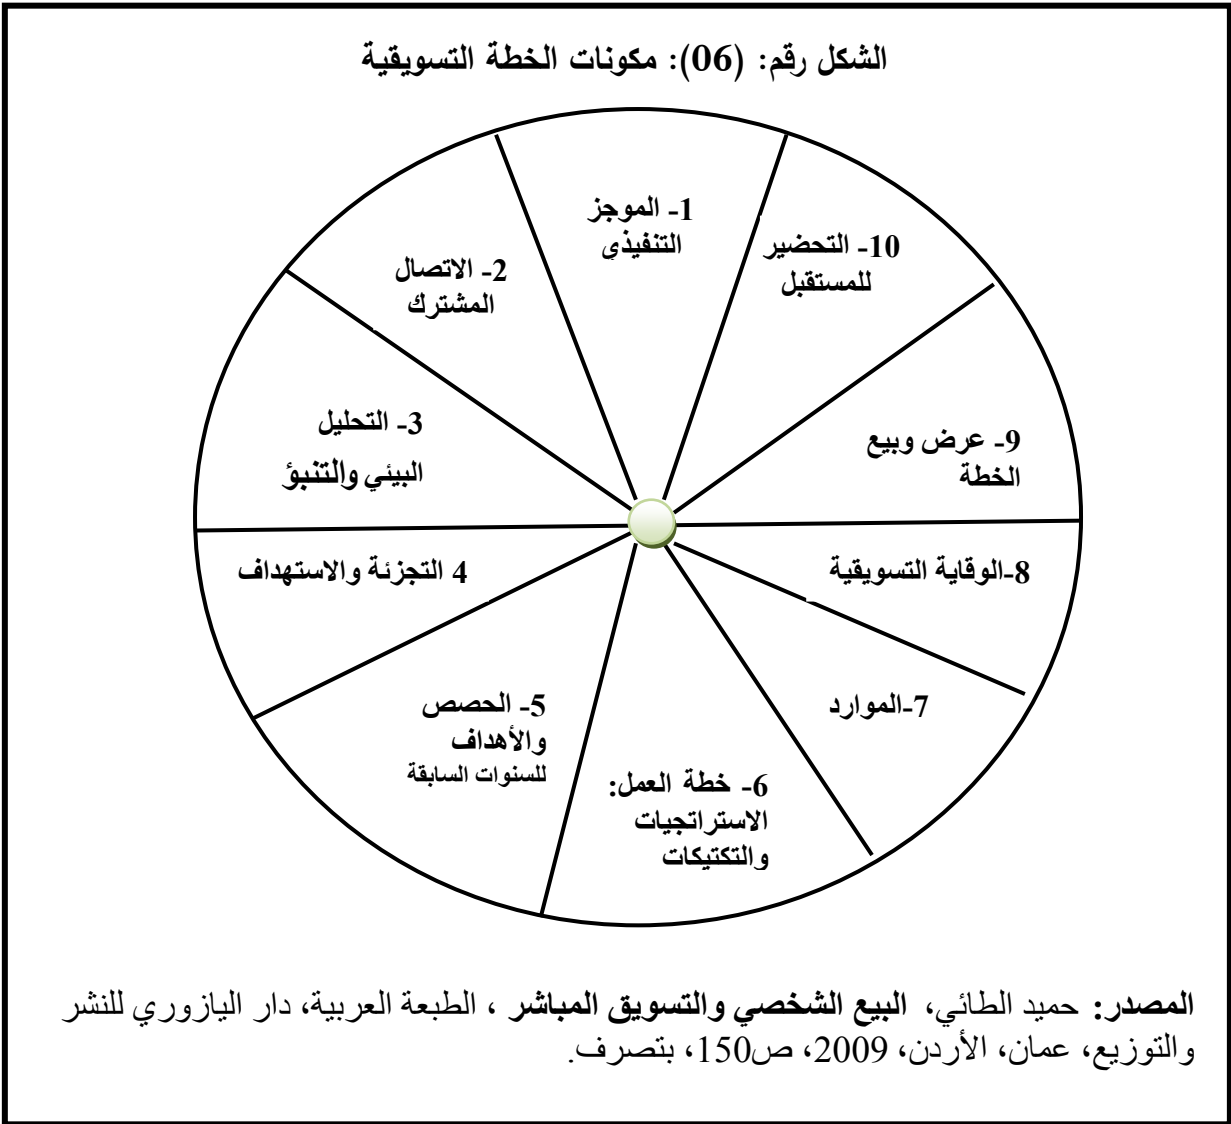 الشكل رقم: (06): مكونات الخطة التسويقية
1- الموجز
التنفيذي
2- الاتصال
المشترك
3- التحليل
البيئي والتنبؤ
4 التجزئة والاستهداف
5- الحصص
والأهداف
للسنوات السابقة
6- خطة العمل:
الاستراتجيات
والتكتيكات
7-الموارد
8-الوقاية التسويقية
9- عرض وبيع
الخطة
10- التحضير
للمستقبل
المصدر: حميد الطائي، البيع الشخصي والتسويق المباشر ، الطبعة العربية، دار اليازوري للنشر
والتوزيع، عمان، الأردن، 2009، ص150، بتصرف.